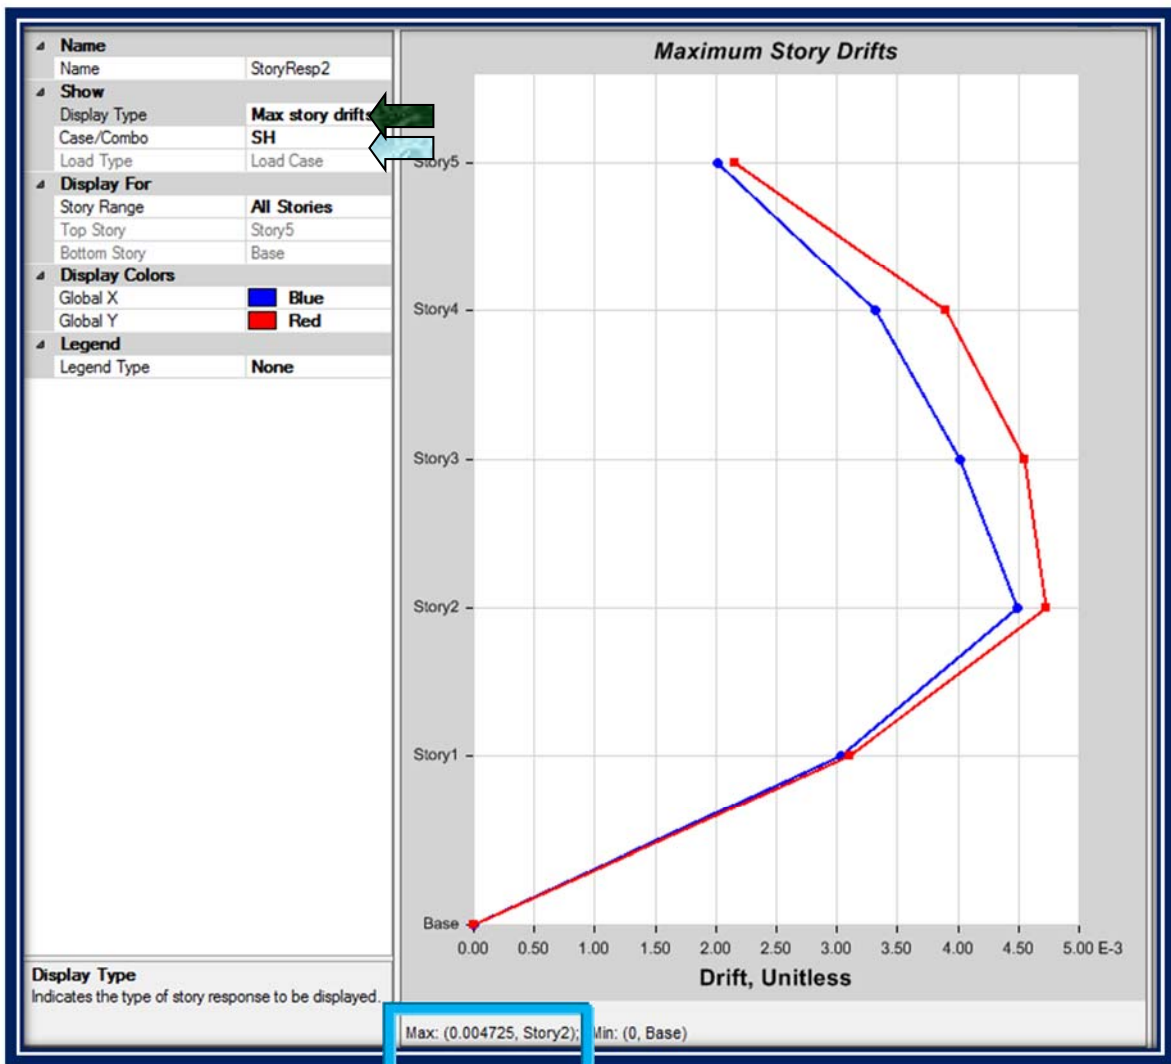 Name
Name StoryResp2
Show
Display Type Max story drifts
Case/Combo SH
Load Type Load Case
Display For
Story Range All Stories
Top Story Story5
Bottom Story Base
Display Colors
Global X Blue
Global Y Red
Legend
Legend Type None
Display Type
Indicates the type of story response to be displayed.
Maximum Story Drifts
Story5
Story4
Story3
Story2
Story1
Base
0.00 0.50 1.00 1.50 2.00 2.50 3.00 3.50 4.00 4.50 5.00 E-3
Drift, Unitless
Max: (0.004725, Story2); Min: (0, Base)